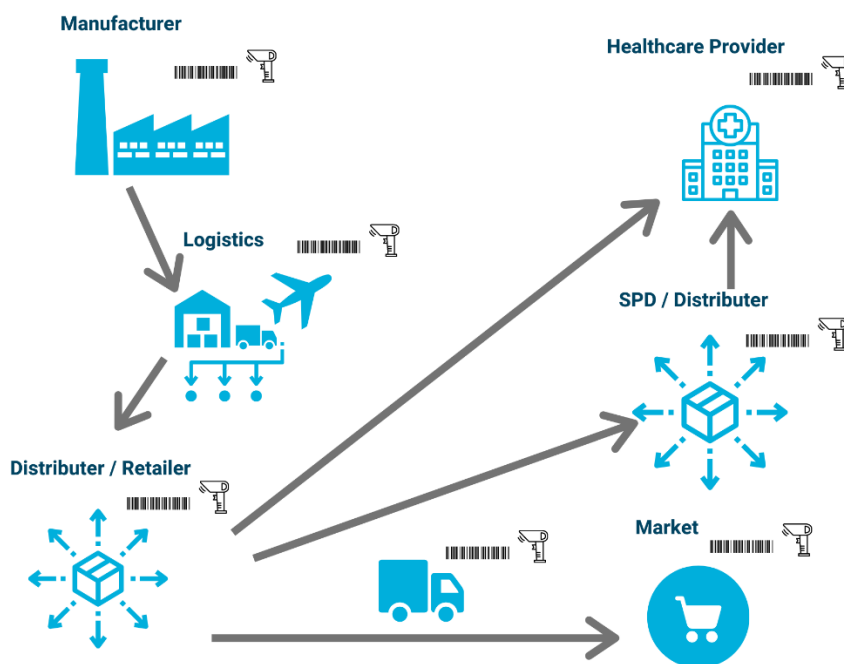 Manufacturer
Healthcare Provider
Logistics
SPD / Distributer
Distributer / Retailer
Market